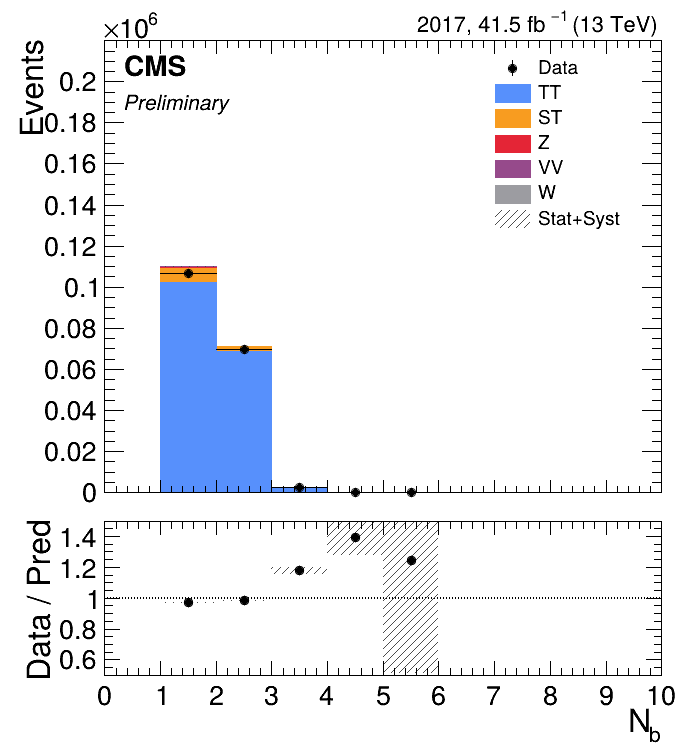 ×10⁶
2017, 41.5 fb⁻¹ (13 TeV)
CMS
Preliminary
Events
0.2
0.18
0.16
0.14
0.12
0.1
0.08
0.06
0.04
0.02
0
Data
TT
ST
Z
VV
W
Stat+Syst
Data / Pred
1.4
1.2
1
0.8
0.6
0 1 2 3 4 5 6 7 8 9 10
N_b